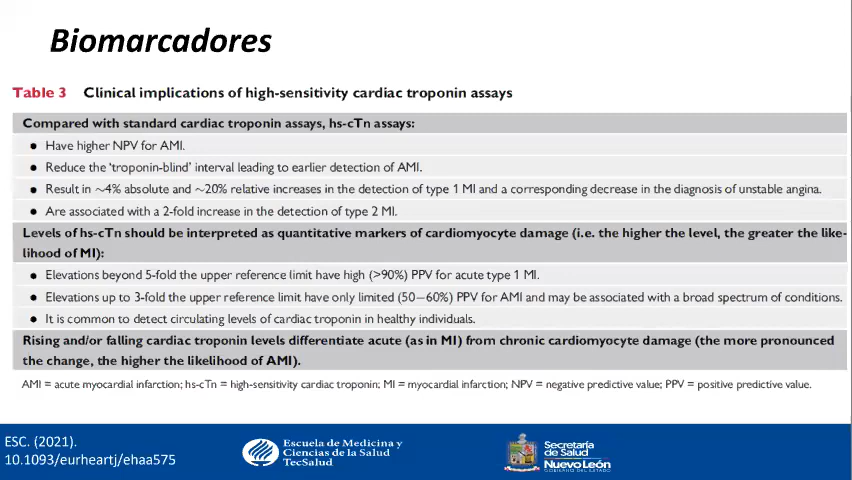 Biomarcadores
Table 3 Clinical implications of high-sensitivity cardiac troponin assays
Compared with standard cardiac troponin assays, hs-cTn assays:
● Have higher NPV for AMI.
● Reduce the ‘troponin-blind’ interval leading to earlier detection of AMI.
● Result in ∼4% absolute and ∼20% relative increases in the detection of type 1 MI and a corresponding decrease in the diagnosis of unstable angina.
● Are associated with a 2-fold increase in the detection of type 2 MI.
Levels of hs-cTn should be interpreted as quantitative markers of cardiomyocyte damage (i.e. the higher the level, the greater the like-
lihood of MI):
● Elevations beyond 5-fold the upper reference limit have high (>90%) PPV for acute type 1 MI.
● Elevations up to 3-fold the upper reference limit have only limited (50−60%) PPV for AMI and may be associated with a broad spectrum of conditions.
● It is common to detect circulating levels of cardiac troponin in healthy individuals.
Rising and/or falling cardiac troponin levels differentiate acute (as in MI) from chronic cardiomyocyte damage (the more pronounced
the change, the higher the likelihood of AMI).
AMI = acute myocardial infarction; hs-cTn = high-sensitivity cardiac troponin; MI = myocardial infarction; NPV = negative predictive value; PPV = positive predictive value.
ESC. (2021).
10.1093/eurheartj/ehaa575
Escuela de Medicina y
Ciencias de la Salud
TecSalud
Secretaría
de Salud
Nuevo León